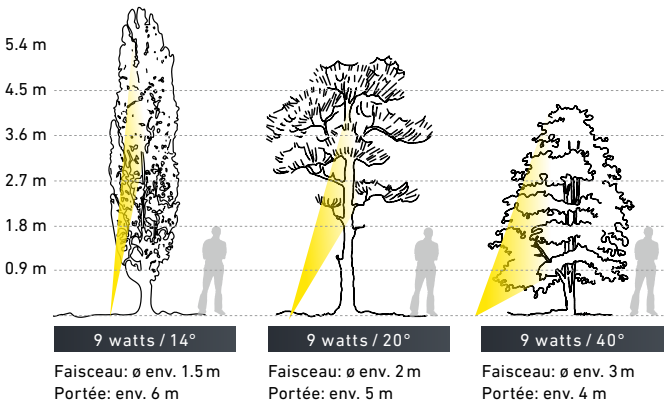 5.4 m
4.5 m
3.6 m
2.7 m
1.8 m
0.9 m
9 watts / 14°
Faisceau: ø env. 1.5 m
Portée: env. 6 m
9 watts / 20°
Faisceau: ø env. 2 m
Portée: env. 5 m
9 watts / 40°
Faisceau: ø env. 3 m
Portée: env. 4 m